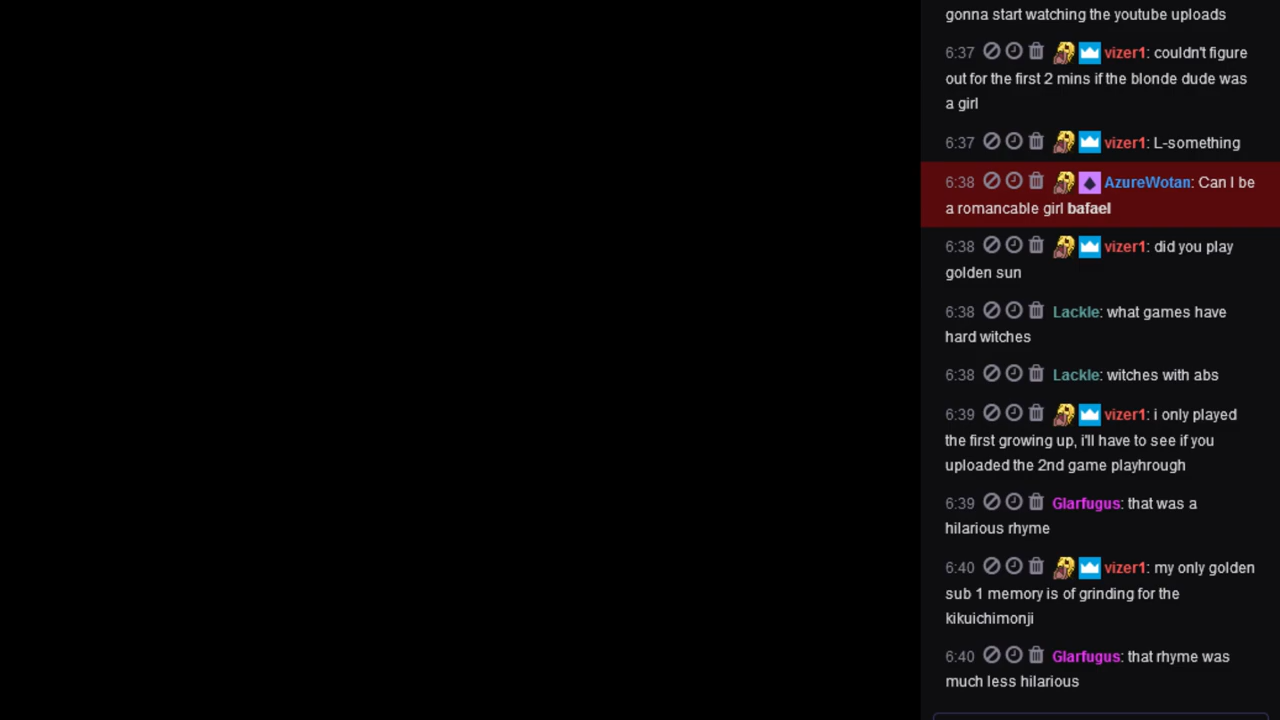 gonna start watching the youtube uploads
6:37 vizer1: couldn't figure
out for the first 2 mins if the blonde dude was
a girl
6:37 vizer1: L-something
6:38 AzureWotan: Can I be
a romancable girl bafael
6:38 vizer1: did you play
golden sun
6:38 Lackle: what games have
hard witches
6:38 Lackle: witches with abs
6:39 vizer1: i only played
the first growing up, i'll have to see if you
uploaded the 2nd game playhrough
6:39 Glarfugus: that was a
hilarious rhyme
6:40 vizer1: my only golden
sub 1 memory is of grinding for the
kikuichimonji
6:40 Glarfugus: that rhyme was
much less hilarious